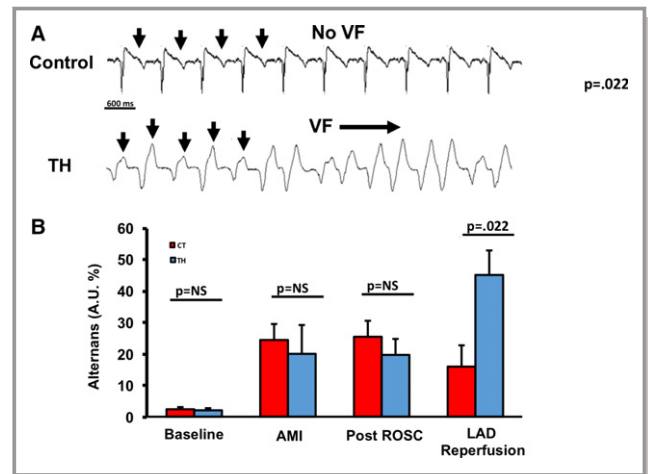 A
No VF
Control
p=.022
600 ms
VF
TH
B
Alternans (A.U. %)
60
50
40
30
20
10
0
CT
TH
p=NS
p=NS
p=NS
p=.022
Baseline
AMI
Post ROSC
LAD
Reperfusion